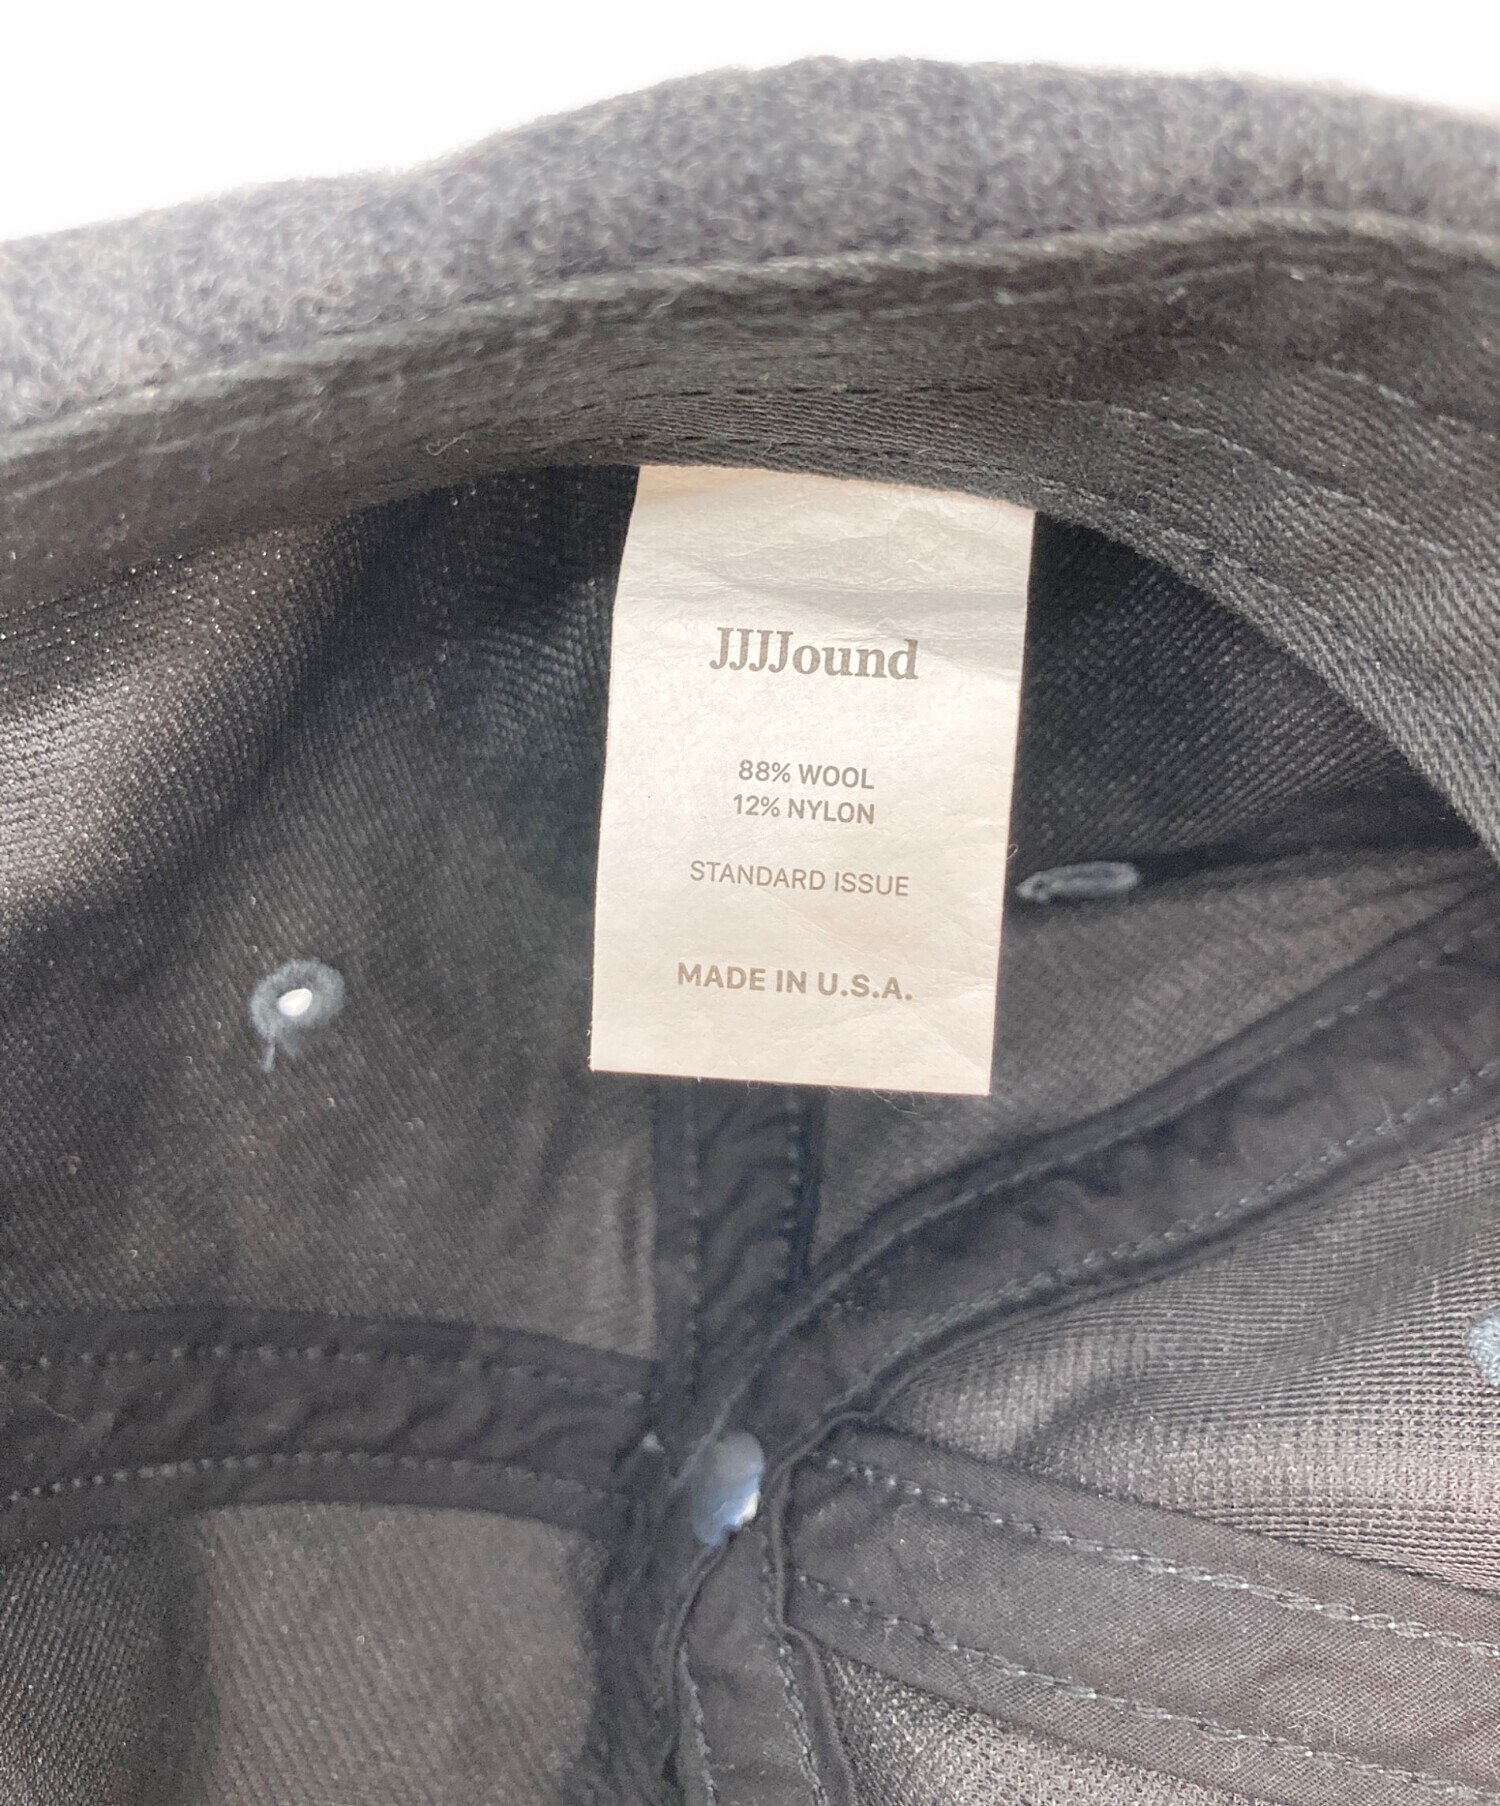 JJJJound
88% WOOL
12% NYLON
STANDARD ISSUE
MADE IN U.S.A.